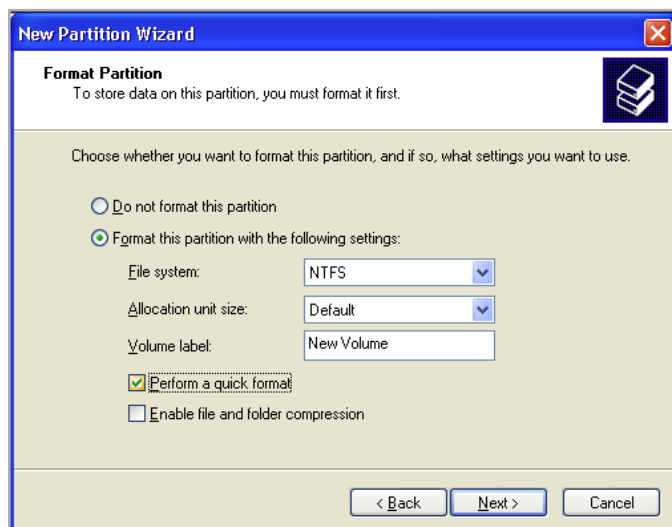 New Partition Wizard
Format Partition
To store data on this partition, you must format it first.
Choose whether you want to format this partition, and if so, what settings you want to use.
Do not format this partition
Format this partition with the following settings:
File system: NTFS
Allocation unit size: Default
Volume label: New Volume
Perform a quick format
Enable file and folder compression
< Back Next > Cancel